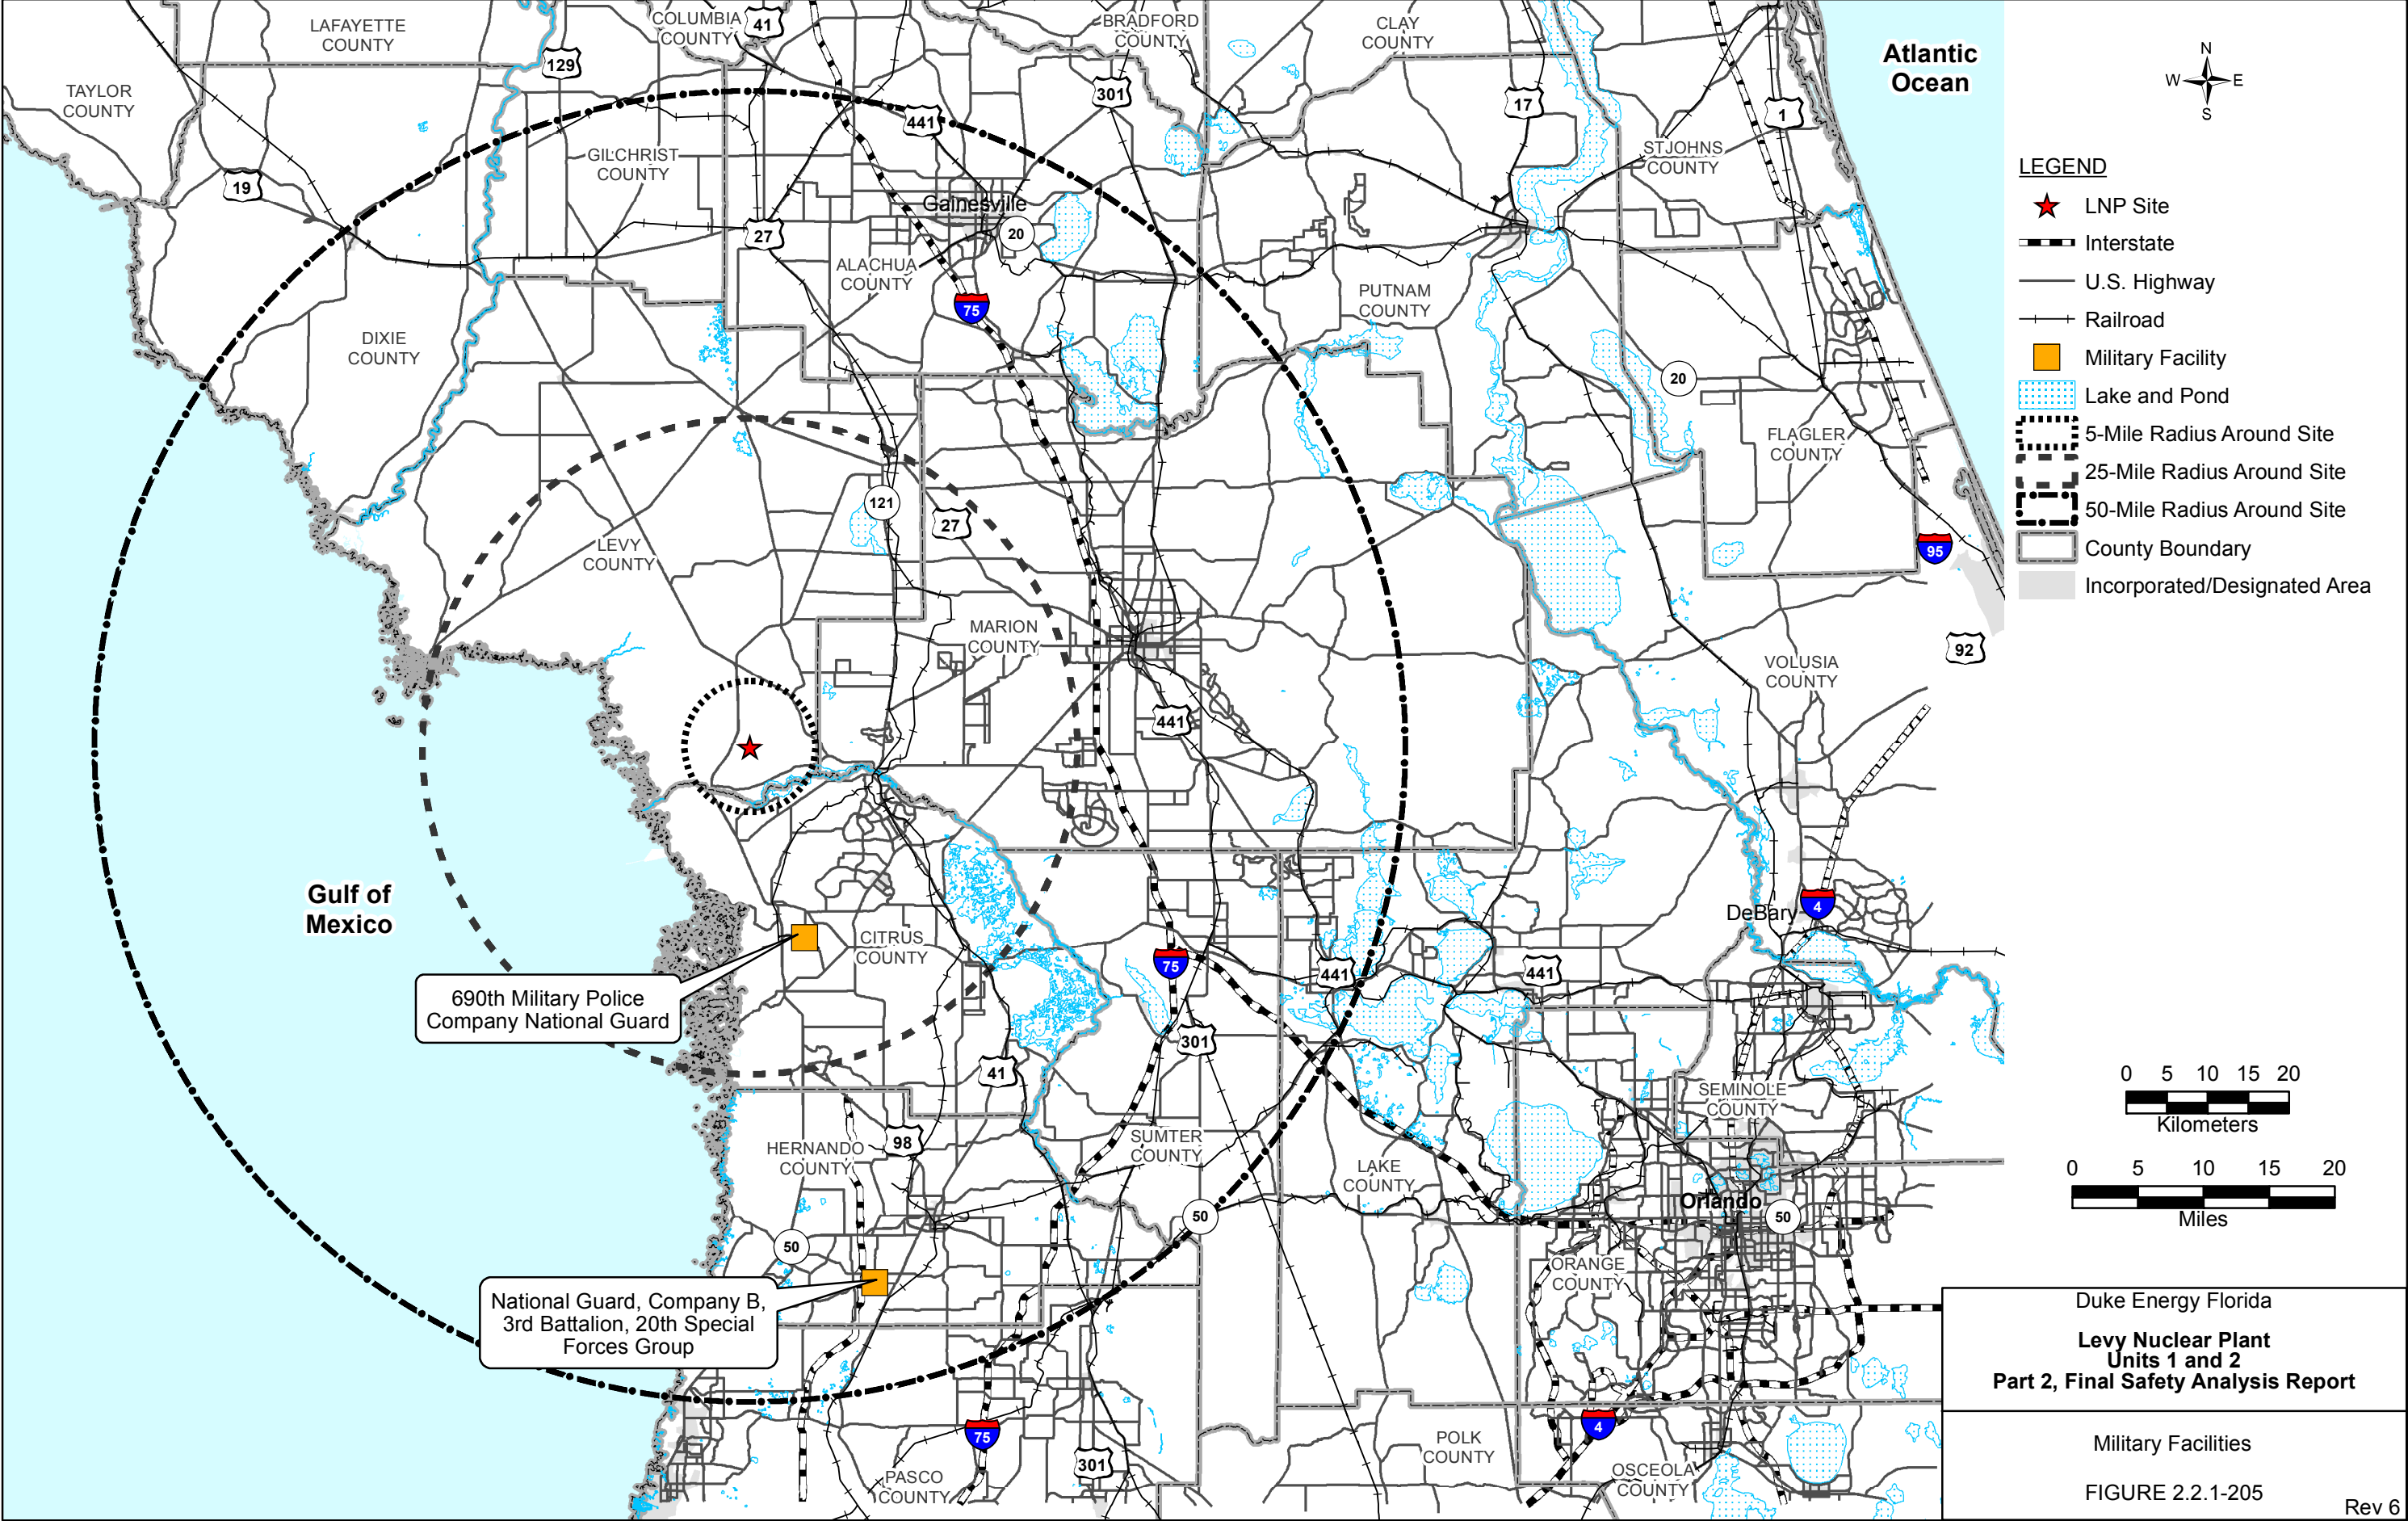 LAFAYETTE
COUNTY
COLUMBIA
COUNTY
41
BRADFORD
COUNTY
CLAY
COUNTY
Atlantic
Ocean
129
TAYLOR
COUNTY
301
441
17
1
GILCHRIST
COUNTY
STJOHNS
COUNTY
19
Gainesville
27
20
ALACHUA
COUNTY
75
PUTNAM
COUNTY
DIXIE
COUNTY
20
FLAGLER
COUNTY
121
27
LEVY
COUNTY
95
MARION
COUNTY
92
VOLUSIA
COUNTY
441
Gulf of
Mexico
DeBary
4
CITRUS
COUNTY
75
441
441
690th Military Police
Company National Guard
301
41
SEMINOLE
COUNTY
98
HERNANDO
COUNTY
SUMTER
COUNTY
LAKE
COUNTY
Orlando
50
50
50
ORANGE
COUNTY
National Guard, Company B,
3rd Battalion, 20th Special
Forces Group
75
4
301
POLK
COUNTY
PASCO
COUNTY
OSCEOLA
COUNTY
N
W E
S
LEGEND
LNP Site
Interstate
U.S. Highway
Railroad
Military Facility
Lake and Pond
5-Mile Radius Around Site
25-Mile Radius Around Site
50-Mile Radius Around Site
County Boundary
Incorporated/Designated Area
0 5 10 15 20
Kilometers
0 5 10 15 20
Miles
Duke Energy Florida
Levy Nuclear Plant
Units 1 and 2
Part 2, Final Safety Analysis Report
Military Facilities
FIGURE 2.2.1-205
Rev 6